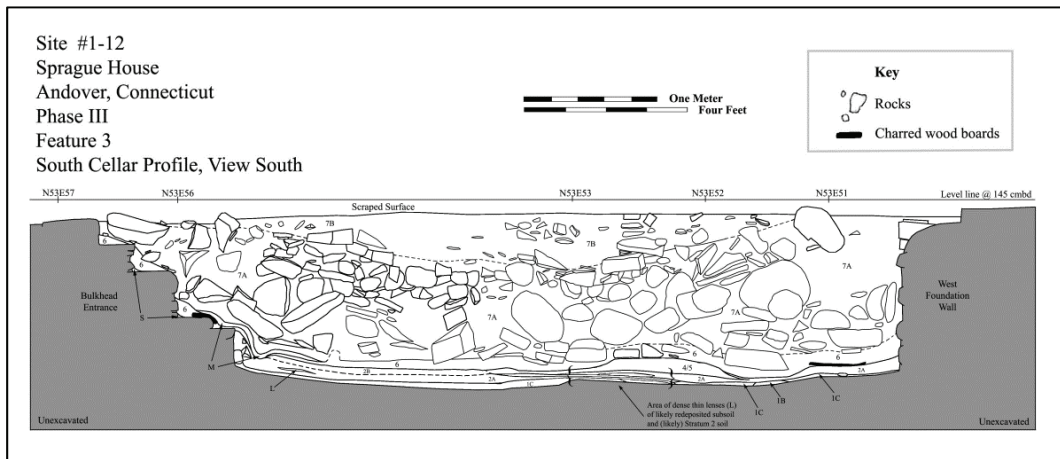 Site #1-12
Sprague House
Andover, Connecticut
Phase III
Feature 3
South Cellar Profile, View South
One Meter
Four Feet
Key
Rocks
Charred wood boards
N53E57
N53E56
N53E53
N53E52
N53E51
Level line @ 145 cmbd
Scraped Surface
7B
7B
6
6
7A
7A
7A
7A
Bulkhead
Entrance
West
Foundation
Wall
S
6
M
M
L
6
2B
2A
1C
4/5
6
2A
6
2A
1C
1B
1C
Area of dense thin lenses (L)
of likely redeposited subsoil
and (likely) Stratum 2 soil
Unexcavated
Unexcavated